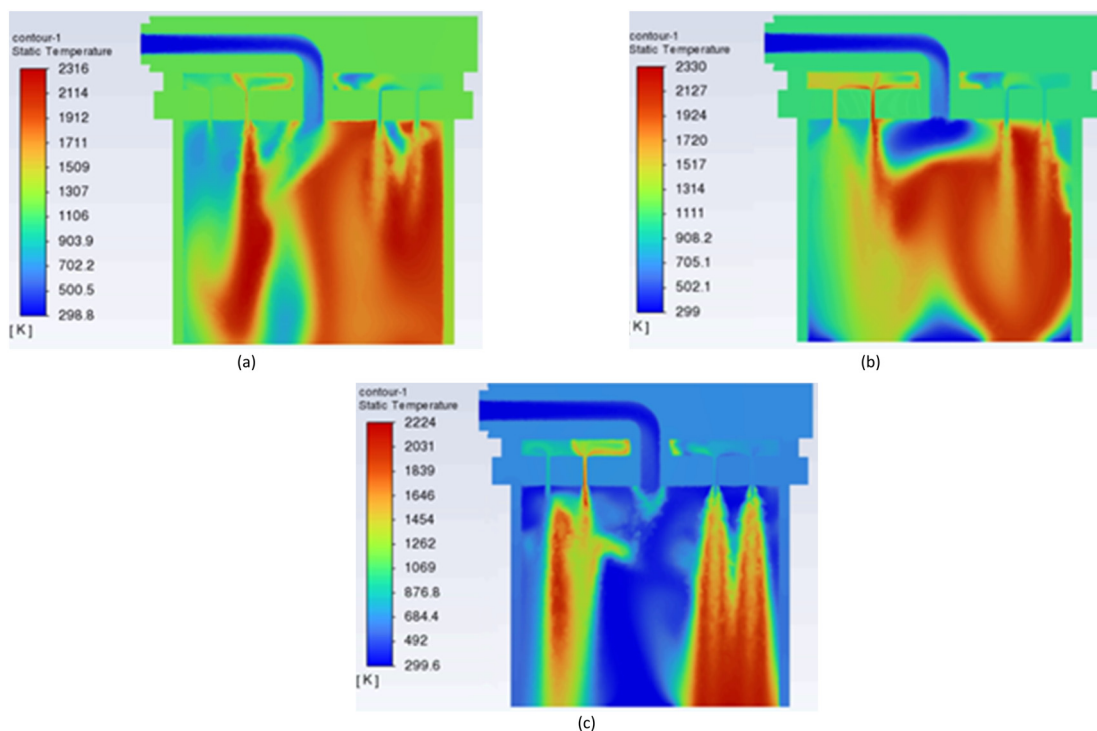 contour-1
Static Temperature
2316
2114
1912
1711
1509
1307
1106
903.9
702.2
500.5
298.8
[ K ]
(a)
contour-1
Static Temperature
2330
2127
1924
1720
1517
1314
1111
908.2
705.1
502.1
299
[ K ]
(b)
contour-1
Static Temperature
2224
2031
1839
1646
1454
1262
1069
876.8
684.4
492
299.6
[ K ]
(c)